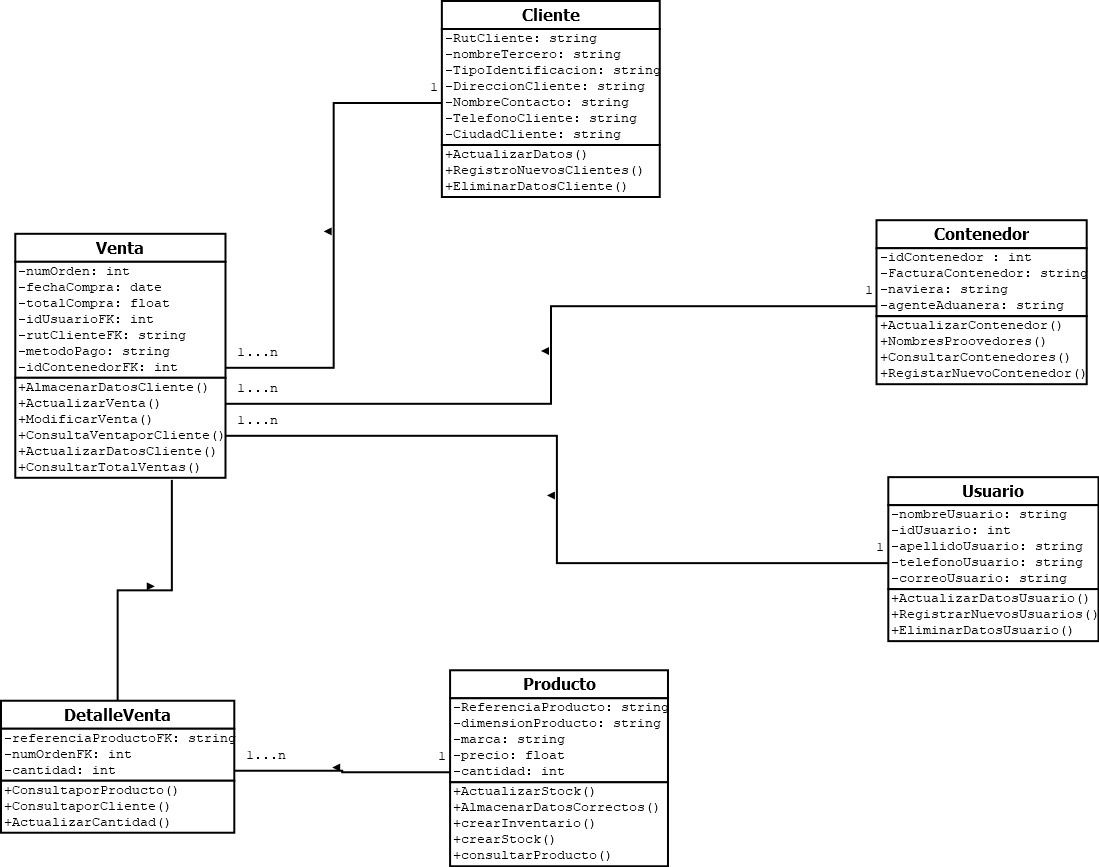 Cliente
-RutCliente: string
-nombreTercero: string
-TipoIdentificacion: string
-DireccionCliente: string
-NombreContacto: string
-TelefonoCliente: string
-CiudadCliente: string
+ActualizarDatos()
+RegistroNuevosClientes()
+EliminarDatosCliente()
1
Venta
-numOrden: int
-fechaCompra: date
-totalCompra: float
-idUsuarioFK: int
-rutClienteFK: string
-metodoPago: string
-idContenedorFK: int
+AlmacenarDatosCliente()
+ActualizarVenta()
+ModificarVenta()
+ConsultaVentaporCliente()
+ActualizarDatosCliente()
+ConsultarTotalVentas()
1...n
1...n
1...n
Contenedor
-idContenedor : int
-FacturaContenedor: string
-naviera: string
-agenteAduanera: string
+ActualizarContenedor()
+NombresProovedores()
+ConsultarContenedores()
+RegistarNuevoContenedor()
1
Usuario
-nombreUsuario: string
-idUsuario: int
-apellidoUsuario: string
-telefonoUsuario: string
-correoUsuario: string
+ActualizarDatosUsuario()
+RegistrarNuevosUsuarios()
+EliminarDatosUsuario()
1
DetalleVenta
-referenciaProductoFK: string
-numOrdenFK: int
-cantidad: int
+ConsultaporProducto()
+ConsultaporCliente()
+ActualizarCantidad()
1...n
1
Producto
-ReferenciaProducto: string
-dimensionProducto: string
-marca: string
-precio: float
-cantidad: int
+ActualizarStock()
+AlmacenarDatosCorrectos()
+crearInventario()
+crearStock()
+consultarProducto()